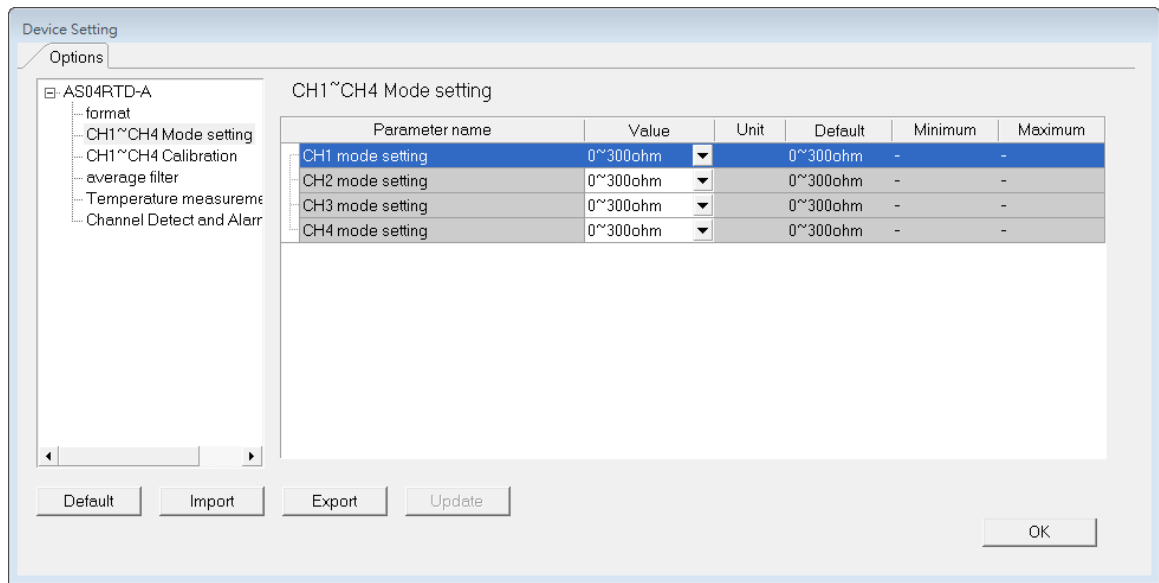 Device Setting
Options
AS04RTD-A
format
CH1~CH4 Mode setting
CH1~CH4 Calibration
average filter
Temperature measureme
Channel Detect and Alarr
CH1~CH4 Mode setting
Parameter name Value Unit Default Minimum Maximum
CH1 mode setting 0~300ohm 0~300ohm - -
CH2 mode setting 0~300ohm 0~300ohm - -
CH3 mode setting 0~300ohm 0~300ohm - -
CH4 mode setting 0~300ohm 0~300ohm - -
Default Import Export Update
OK